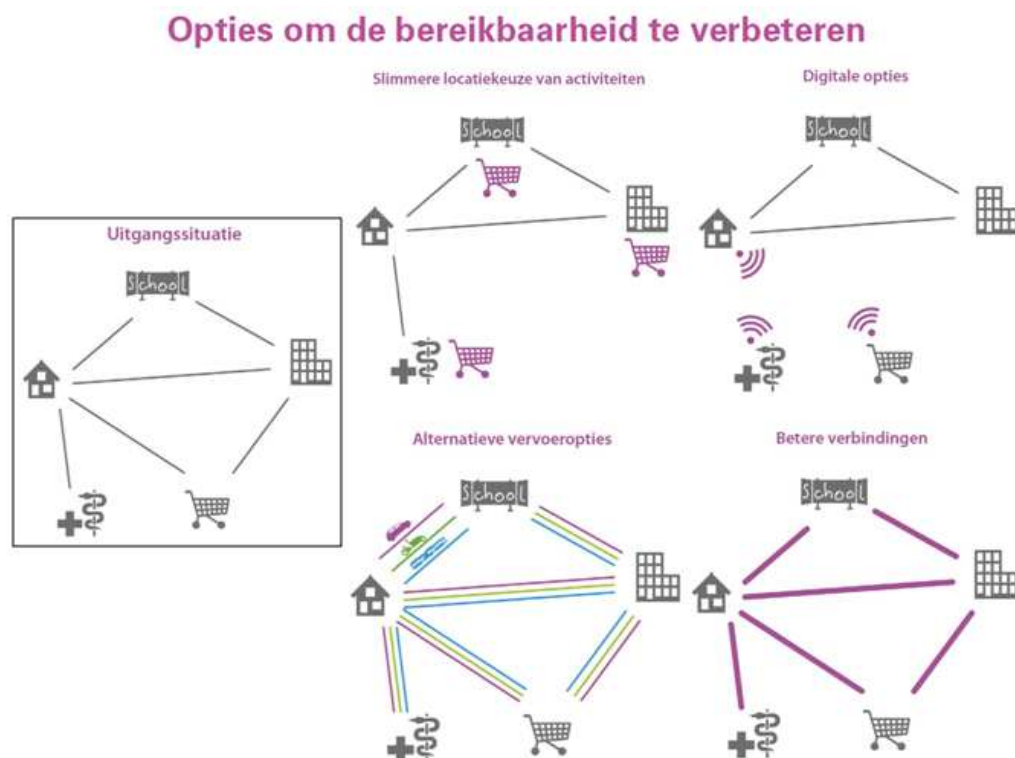 Opties om de bereikbaarheid te verbeteren
Slimmere locatiekeuze van activiteiten
Digitale opties
School
School
Uitgangssituatie
School
Alternatieve vervoeropties
Betere verbindingen
School
School